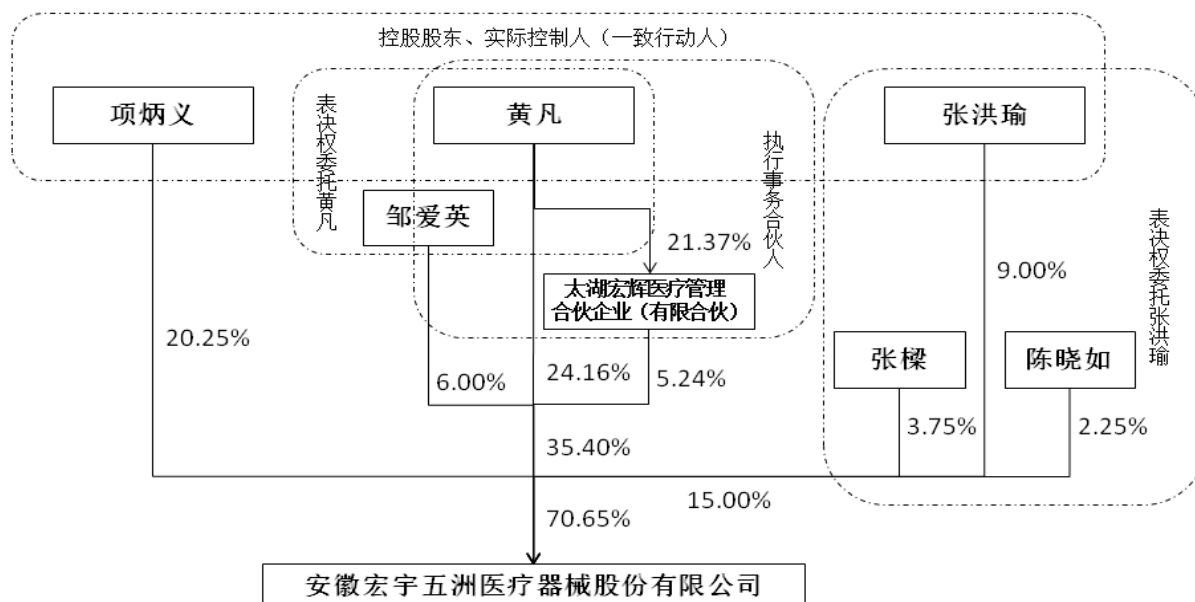 控股股东、实际控制人（一致行动人）
项炳义
黄凡
张洪瑜
表决权委托黄凡
执行事务合伙人
邹爱英
21.37%
太湖宏辉医疗管理
合伙企业（有限合伙）
9.00%
表决权委托张洪瑜
20.25%
张樑
陈晓如
6.00%
24.16%
5.24%
3.75%
2.25%
35.40%
15.00%
70.65%
安徽宏宇五洲医疗器械股份有限公司